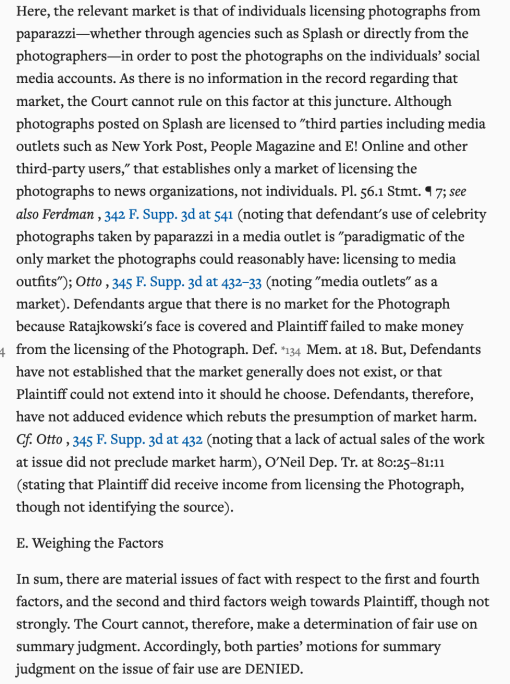 Here, the relevant market is that of individuals licensing photographs from
paparazzi—whether through agencies such as Splash or directly from the
photographers—in order to post the photographs on the individuals' social
media accounts. As there is no information in the record regarding that
market, the Court cannot rule on this factor at this juncture. Although
photographs posted on Splash are licensed to "third parties including media
outlets such as New York Post, People Magazine and E! Online and other
third-party users," that establishes only a market of licensing the
photographs to news organizations, not individuals. Pl. 56.1 Stmt. ¶ 7; see
also Ferdman , 342 F. Supp. 3d at 541 (noting that defendant's use of celebrity
photographs taken by paparazzi in a media outlet is "paradigmatic of the
only market the photographs could reasonably have: licensing to media
outfits"); Otto , 345 F. Supp. 3d at 432–33 (noting "media outlets" as a
market). Defendants argue that there is no market for the Photograph
because Ratajkowski's face is covered and Plaintiff failed to make money
4 from the licensing of the Photograph. Def. *134 Mem. at 18. But, Defendants
have not established that the market generally does not exist, or that
Plaintiff could not extend into it should he choose. Defendants, therefore,
have not adduced evidence which rebuts the presumption of market harm.
Cf. Otto , 345 F. Supp. 3d at 432 (noting that a lack of actual sales of the work
at issue did not preclude market harm), O'Neil Dep. Tr. at 80:25–81:11
(stating that Plaintiff did receive income from licensing the Photograph,
though not identifying the source).
E. Weighing the Factors
In sum, there are material issues of fact with respect to the first and fourth
factors, and the second and third factors weigh towards Plaintiff, though not
strongly. The Court cannot, therefore, make a determination of fair use on
summary judgment. Accordingly, both parties' motions for summary
judgment on the issue of fair use are DENIED.